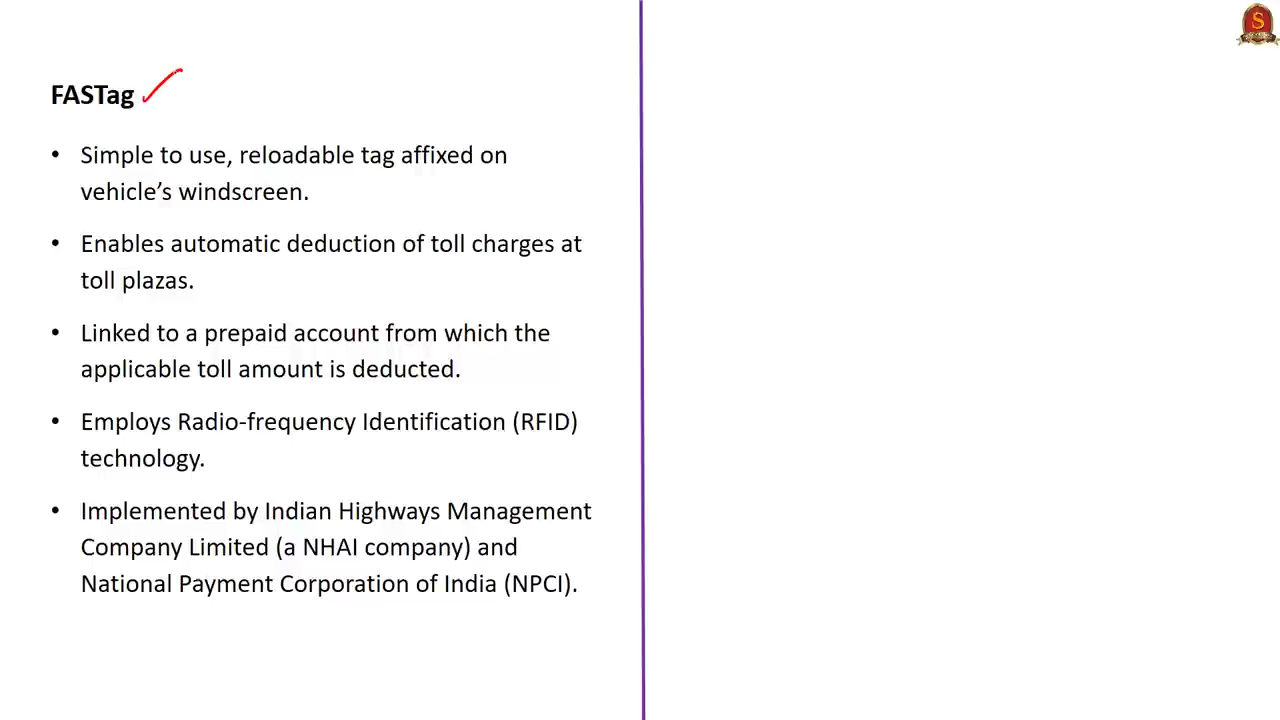 S
FASTag
• Simple to use, reloadable tag affixed on
vehicle’s windscreen.
• Enables automatic deduction of toll charges at
toll plazas.
• Linked to a prepaid account from which the
applicable toll amount is deducted.
• Employs Radio-frequency Identification (RFID)
technology.
• Implemented by Indian Highways Management
Company Limited (a NHAI company) and
National Payment Corporation of India (NPCI).